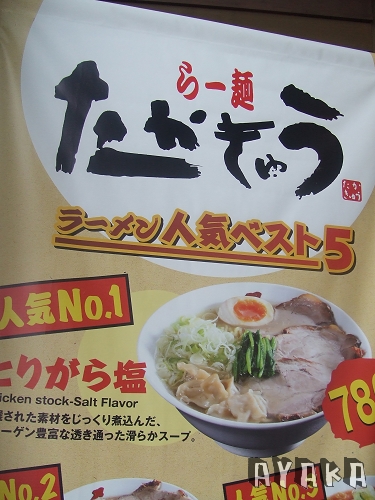 らー麺
たかぎゅう
ラーメン人気ベスト5
人気No.1
とりがら塩
icken stock-Salt Flavor
された素材をじっくり煮込んだ、
ーゲン豊富な透き通った滑らかスープ。
78
No.2
人気No.3
AYAKA